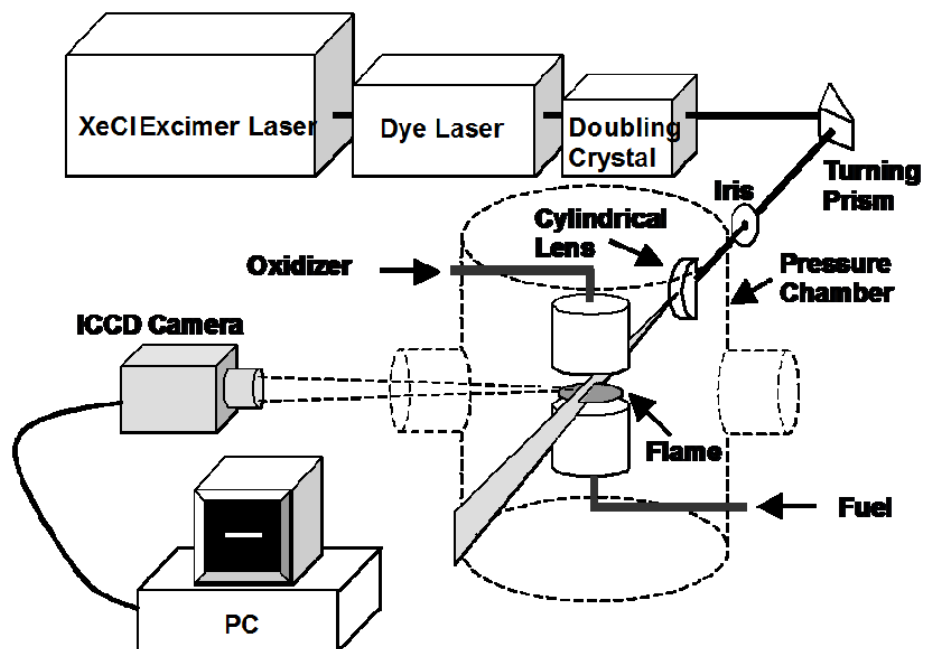 XeCl Excimer Laser
Dye Laser
Doubling
Crystal
Turning
Prism
Iris
Cylindrical
Lens
Oxidizer
Pressure
Chamber
ICCD Camera
Flame
Fuel
PC